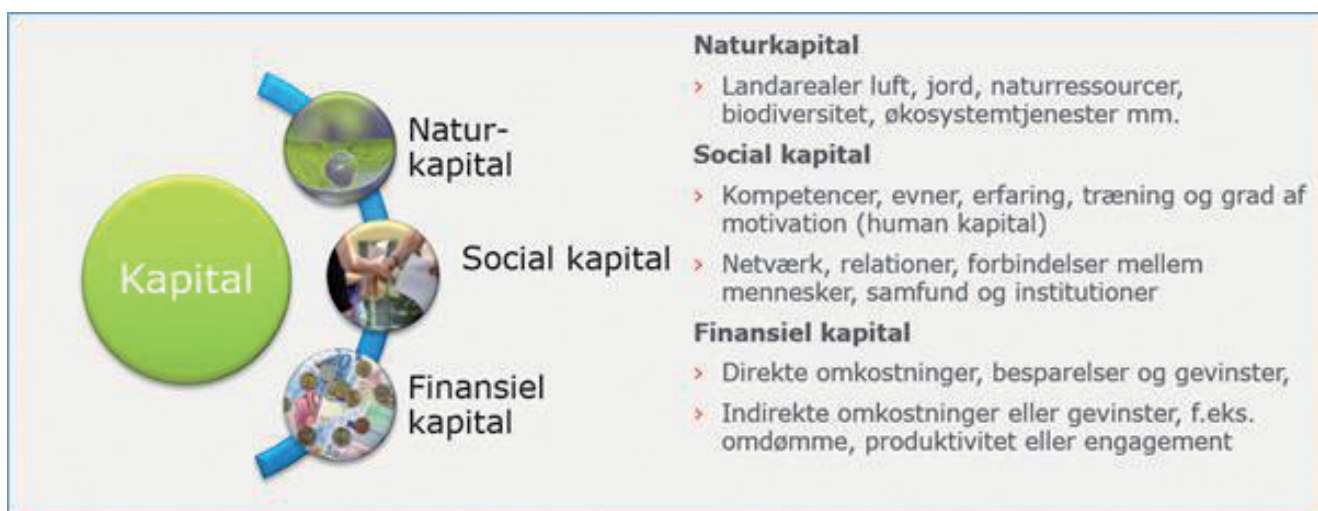 Kapital
Natur-
kapital
Social kapital
Finansiel
kapital
Naturkapital
› Landarealer luft, jord, naturressourcer,
biodiversitet, økosystemtjenester mm.
Social kapital
› Kompetencer, evner, erfaring, træning og grad af
motivation (human kapital)
› Netværk, relationer, forbindelser mellem
mennesker, samfund og institutioner
Finansiel kapital
› Direkte omkostninger, besparelser og gevinster,
› Indirekte omkostninger eller gevinster, f.eks.
omdømme, produktivitet eller engagement